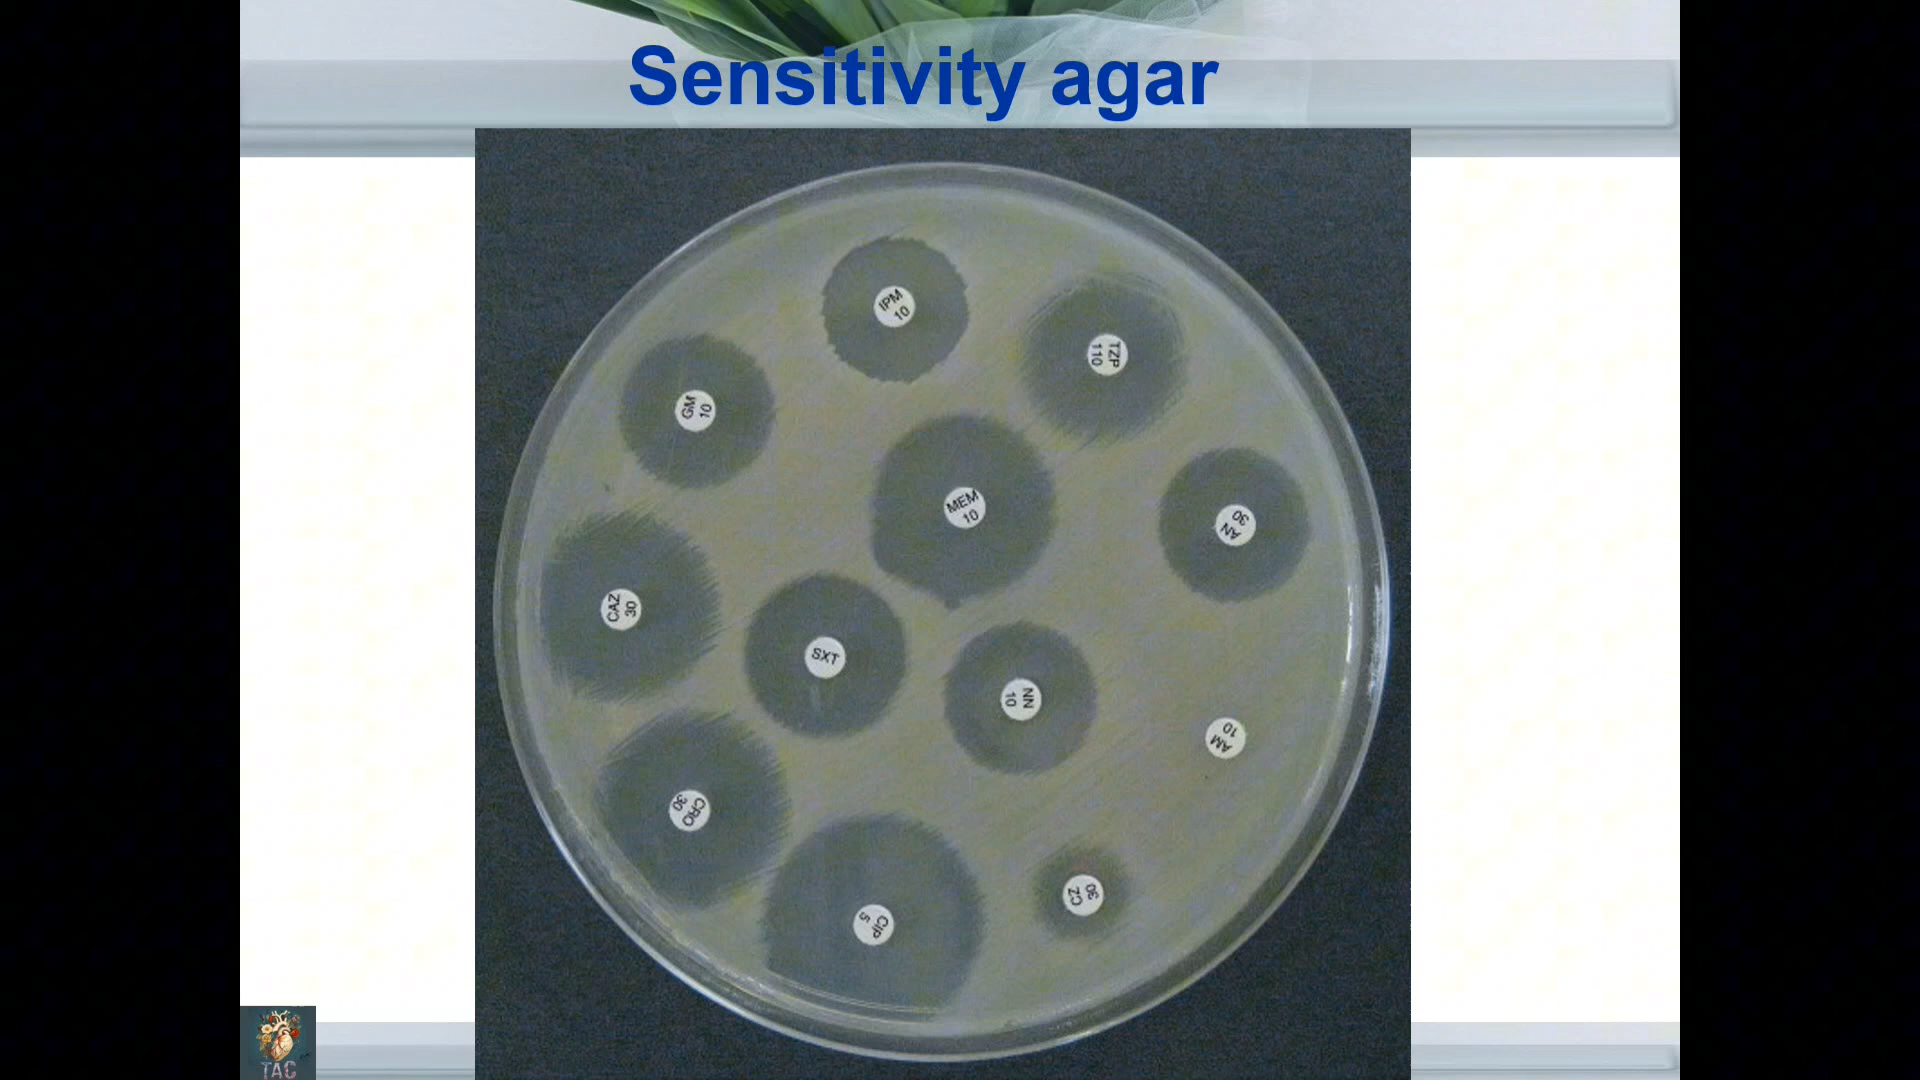 Sensitivity agar
IPM
10
TZP
110
GM
10
MEM
10
AN
30
CAZ
30
SXT
NN
10
AM
10
CRO
30
CZ
30
CIP
5
TAC